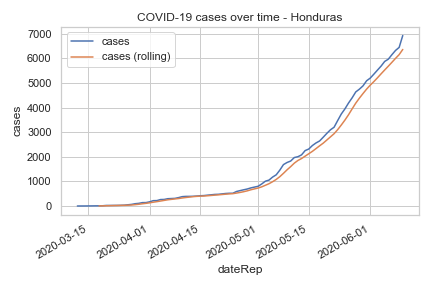 COVID-19 cases over time - Honduras
cases
cases (rolling)
7000
6000
5000
4000
3000
2000
1000
0
cases
2020-03-15
2020-04-01
2020-04-15
2020-05-01
2020-05-15
2020-06-01
dateRep